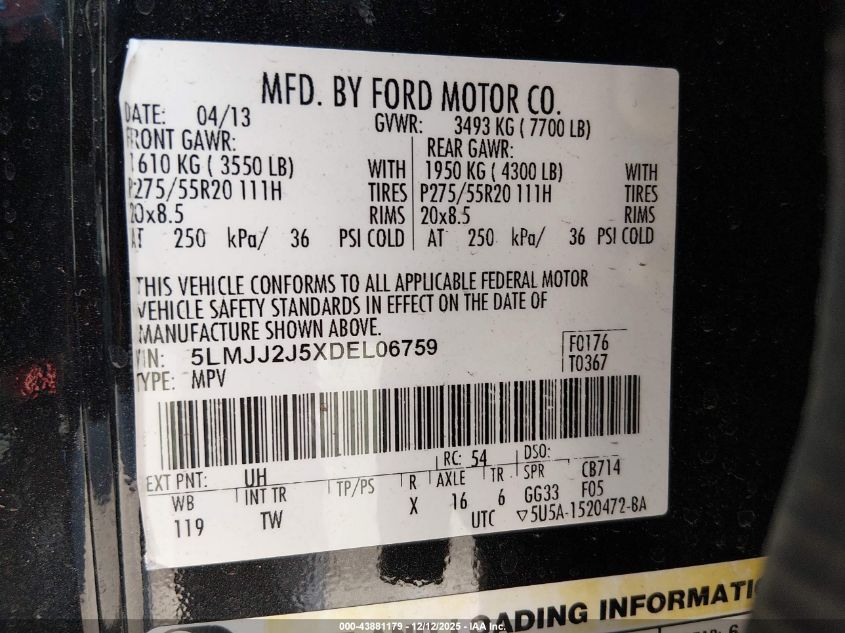 MFD. BY FORD MOTOR CO.
DATE: 04/13 GVWR: 3493 KG ( 7700 LB)
FRONT GAWR: REAR GAWR:
1610 KG ( 3550 LB) WITH 1950 KG ( 4300 LB) WITH
P275/55R20 111H TIRES P275/55R20 111H TIRES
20x8.5 RIMS 20x8.5 RIMS
AT 250 kPa/ 36 PSI COLD AT 250 kPa/ 36 PSI COLD
THIS VEHICLE CONFORMS TO ALL APPLICABLE FEDERAL MOTOR
VEHICLE SAFETY STANDARDS IN EFFECT ON THE DATE OF
MANUFACTURE SHOWN ABOVE.
VIN: 5LMJJ2J5XDEL06759 F0176
TYPE: MPV T0367
EXT PNT: UH RC: 54 DSO:
WB INT TR TP/PS R AXLE TR SPR CB714
119 TW X 16 6 GG33 F05
UTC ▽5U5A-1520472-BA
OADING INFORMATI
000-43881179 - 12/12/2025 - IAAI, Inc.